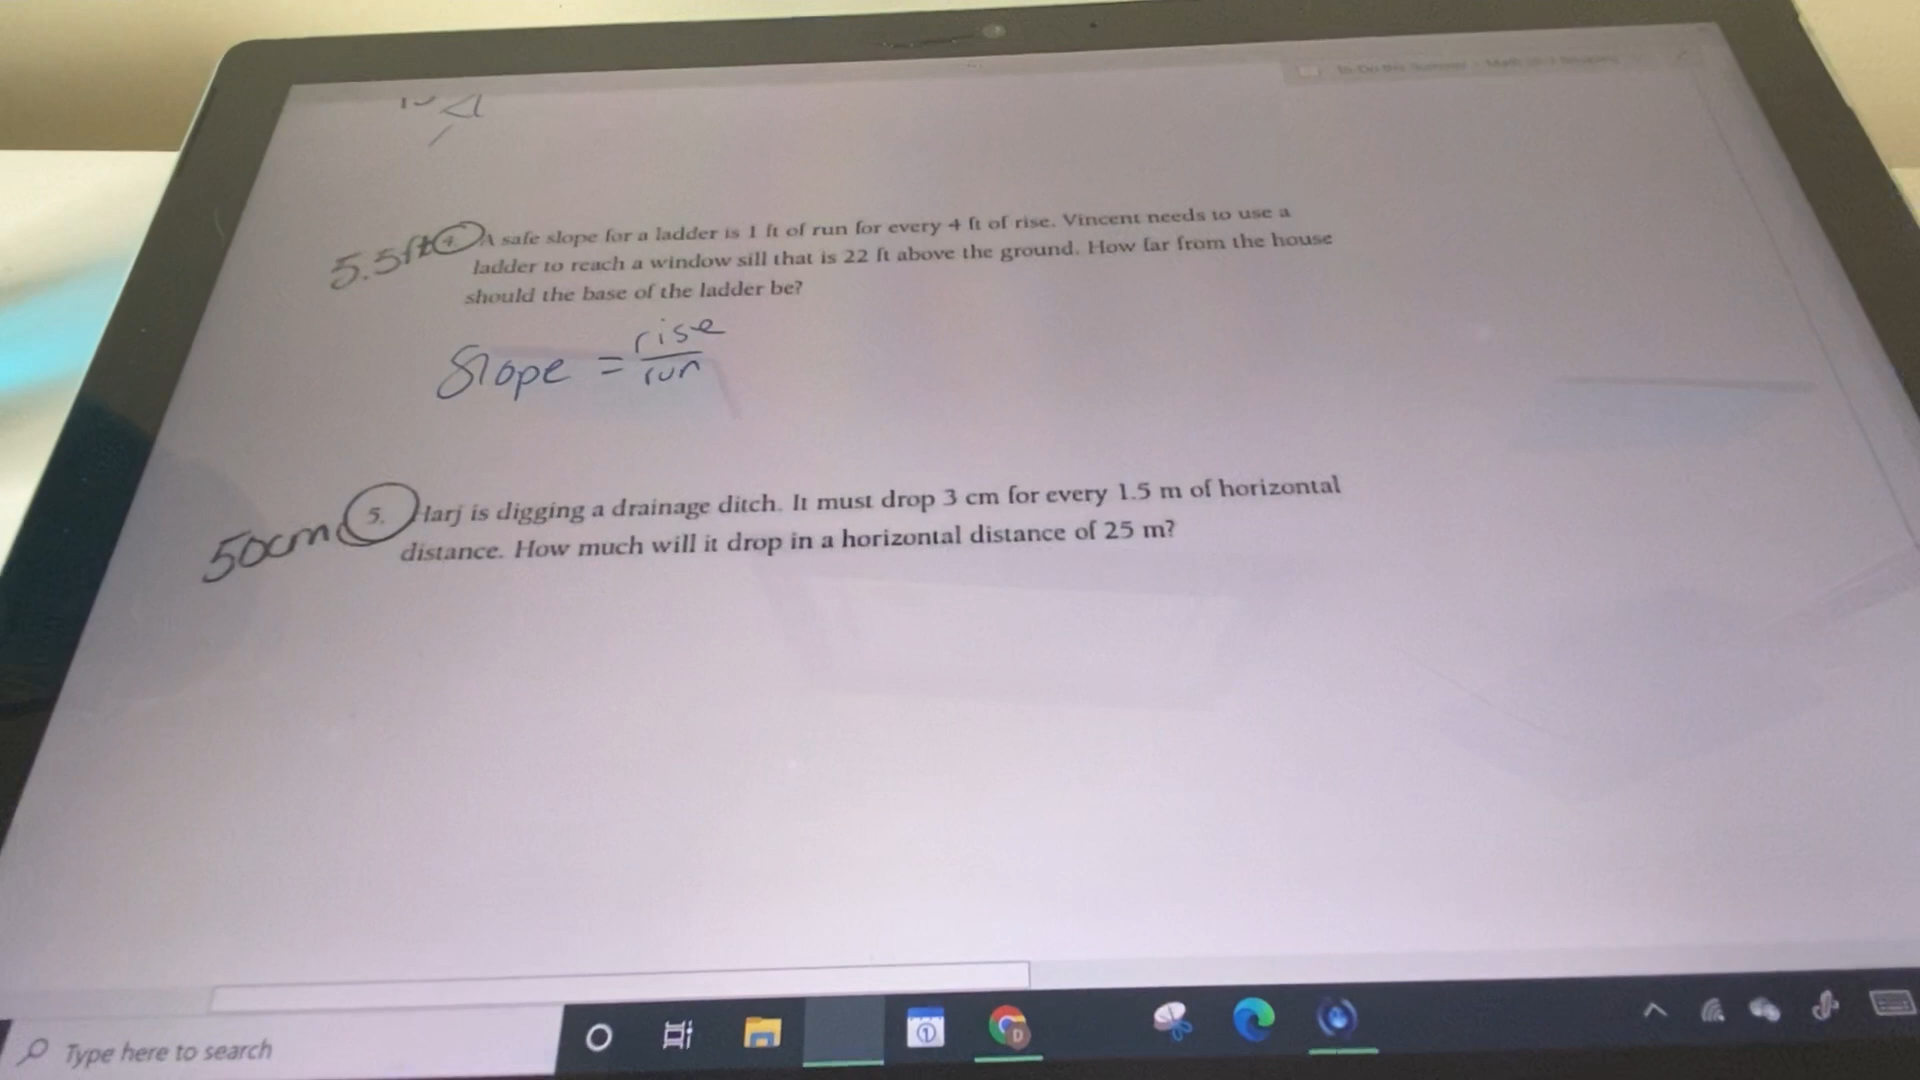 5.5ft 4. A safe slope for a ladder is 1 ft of run for every 4 ft of rise. Vincent needs to use a
ladder to reach a window sill that is 22 ft above the ground. How far from the house
should the base of the ladder be?
Slope = rise
run
50cm 5. Harj is digging a drainage ditch. It must drop 3 cm for every 1.5 m of horizontal
distance. How much will it drop in a horizontal distance of 25 m?
Type here to search